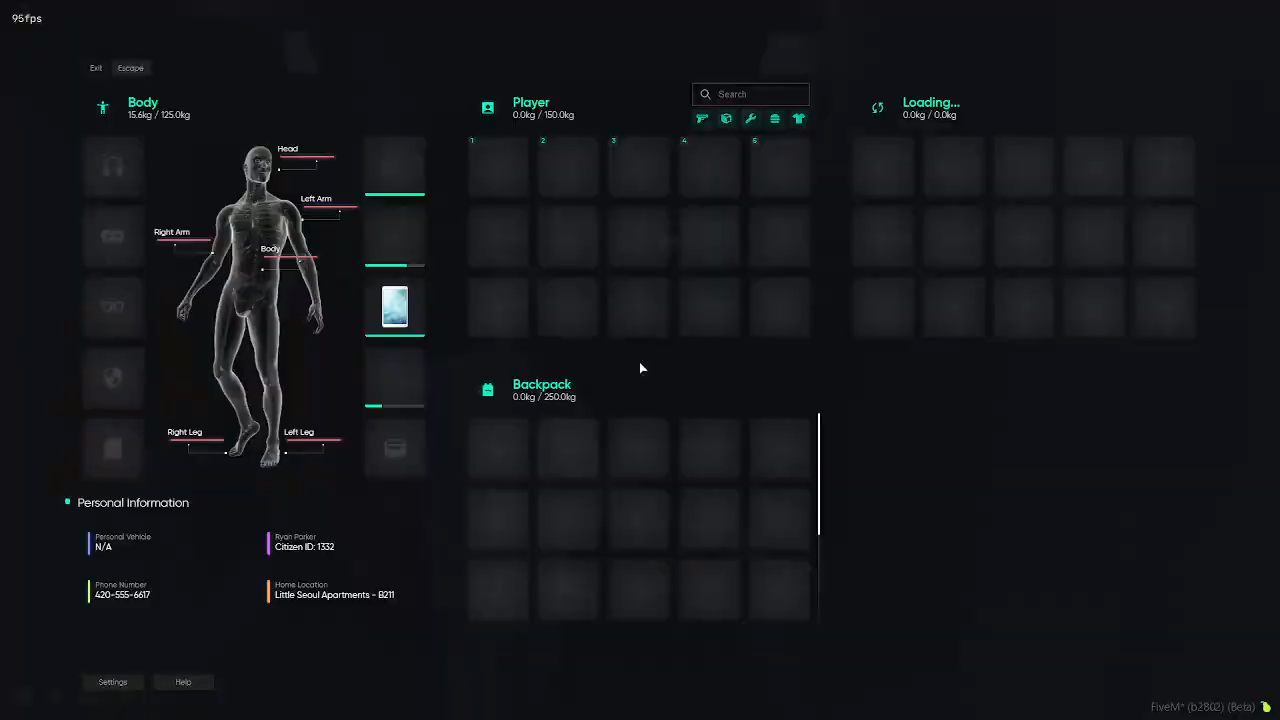 95fps
Exit Escape
Body
15.6kg / 125.0kg
Player
0.0kg / 150.0kg
Search
Loading...
0.0kg / 0.0kg
1 2 3 4 5
Head
Left Arm
Right Arm
Body
Right Leg
Left Leg
Backpack
0.0kg / 250.0kg
Personal Information
Personal Vehicle
N/A
Ryan Parker
Citizen ID: 1332
Phone Number
420-555-6617
Home Location
Little Seoul Apartments - B211
Settings Help
FiveM* (b2802) (Beta)